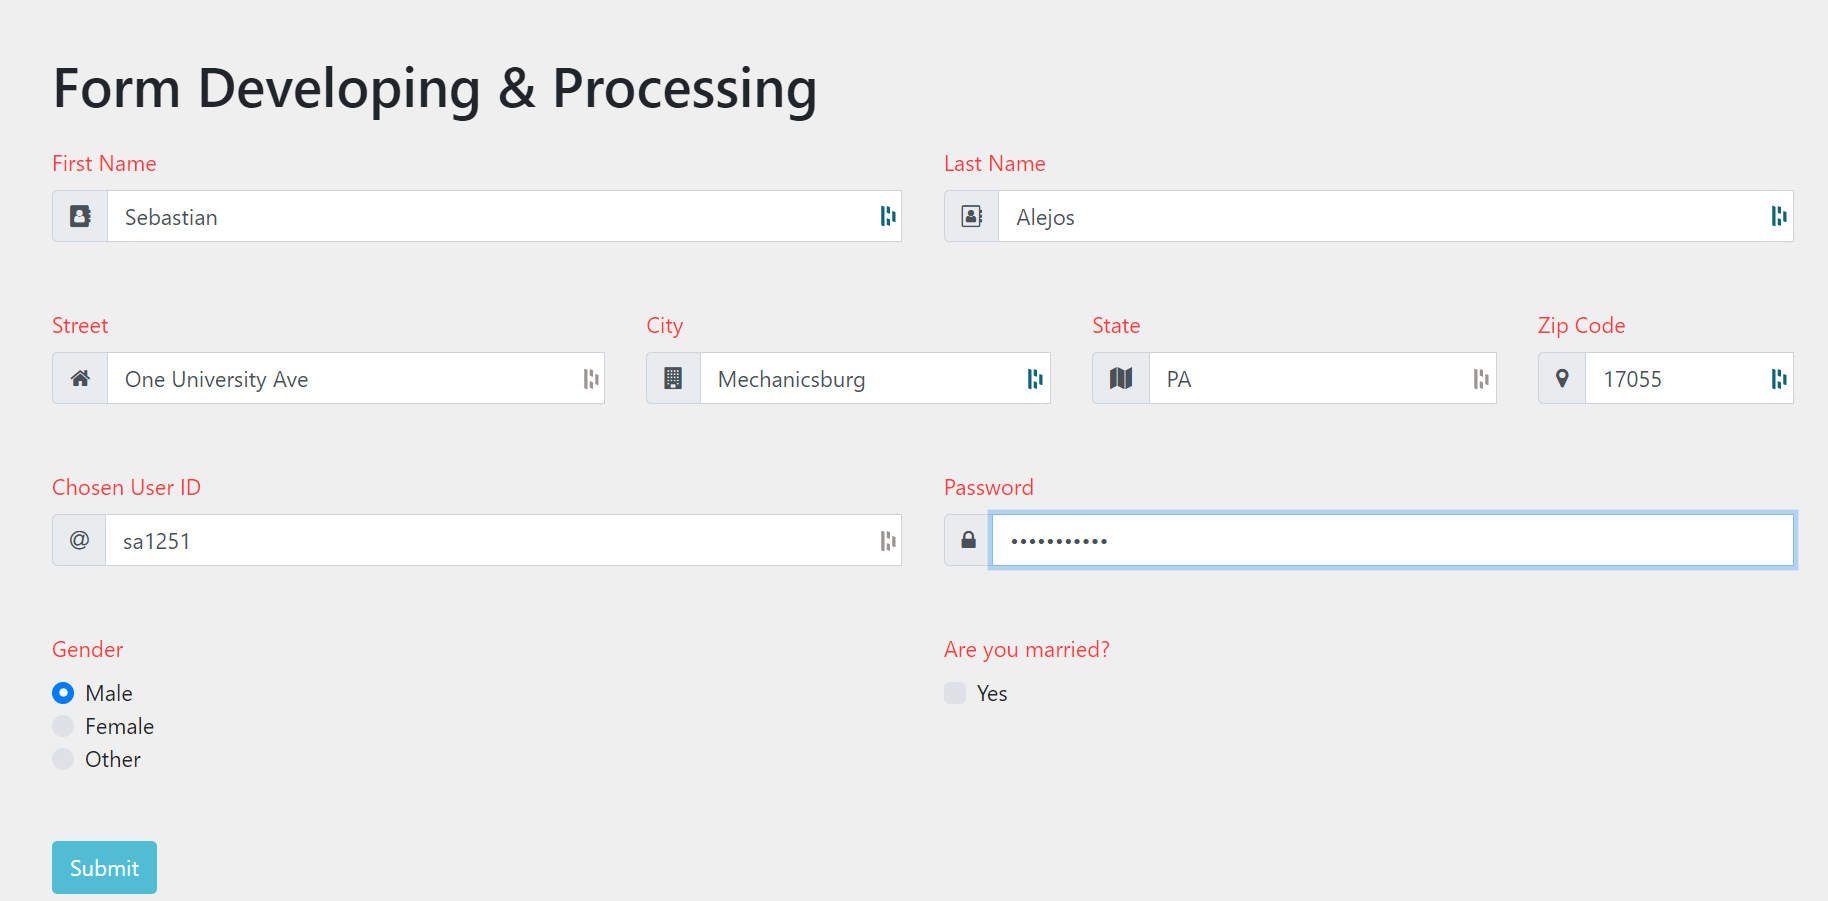 Form Developing & Processing
First Name Last Name
Sebastian Alejos
Street City State Zip Code
One University Ave Mechanicsburg PA 17055
Chosen User ID Password
@ sa1251 •••••••••••
Gender Are you married?
Male Yes
Female
Other
Submit